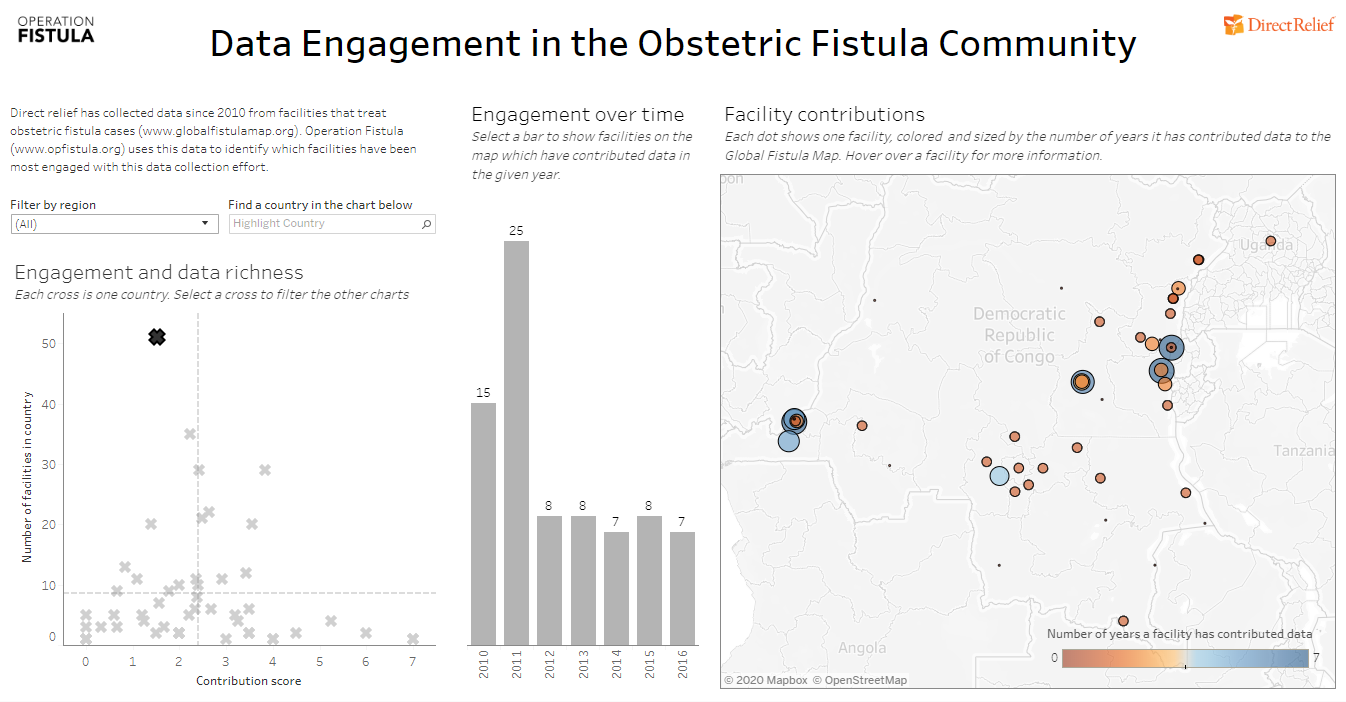 OPERATION
FISTULA
Data Engagement in the Obstetric Fistula Community
DirectRelief
Direct relief has collected data since 2010 from facilities that treat
obstetric fistula cases (www.globalfistulamap.org). Operation Fistula
(www.opfistula.org) uses this data to identify which facilities have been
most engaged with this data collection effort.
Filter by region
(All)
Find a country in the chart below
Highlight Country
Engagement and data richness
Each cross is one country. Select a cross to filter the other charts
Number of facilities in country
50
40
30
20
10
0
0 1 2 3 4 5 6 7
Contribution score
Engagement over time
Select a bar to show facilities on the
map which have contributed data in
the given year.
15 25 8 8 7 8 7
2010 2011 2012 2013 2014 2015 2016
Facility contributions
Each dot shows one facility, colored and sized by the number of years it has contributed data to the
Global Fistula Map. Hover over a facility for more information.
Uganda
Democratic
Republic
of Congo
Tanzania
Angola
Number of years a facility has contributed data
0 7
© 2020 Mapbox © OpenStreetMap